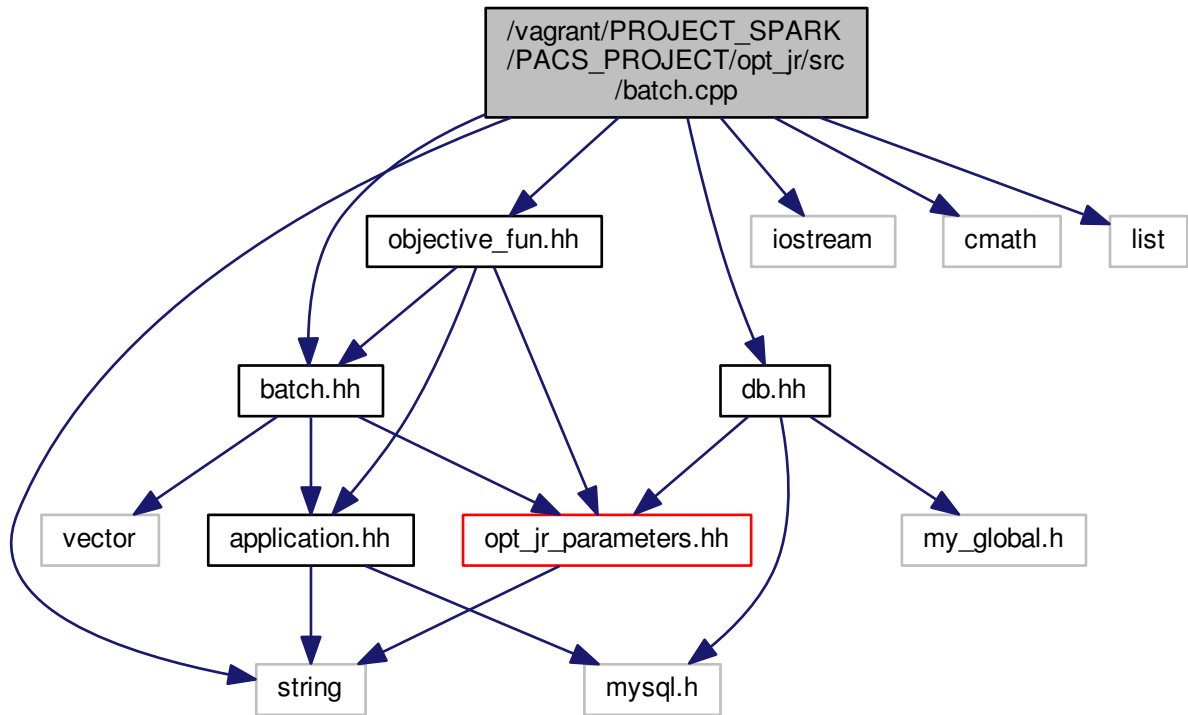 /vagrant/PROJECT_SPARK
/PACS_PROJECT/opt_jr/src
/batch.cpp
objective_fun.hh
iostream
cmath
list
batch.hh
db.hh
vector
application.hh
opt_jr_parameters.hh
my_global.h
string
mysql.h